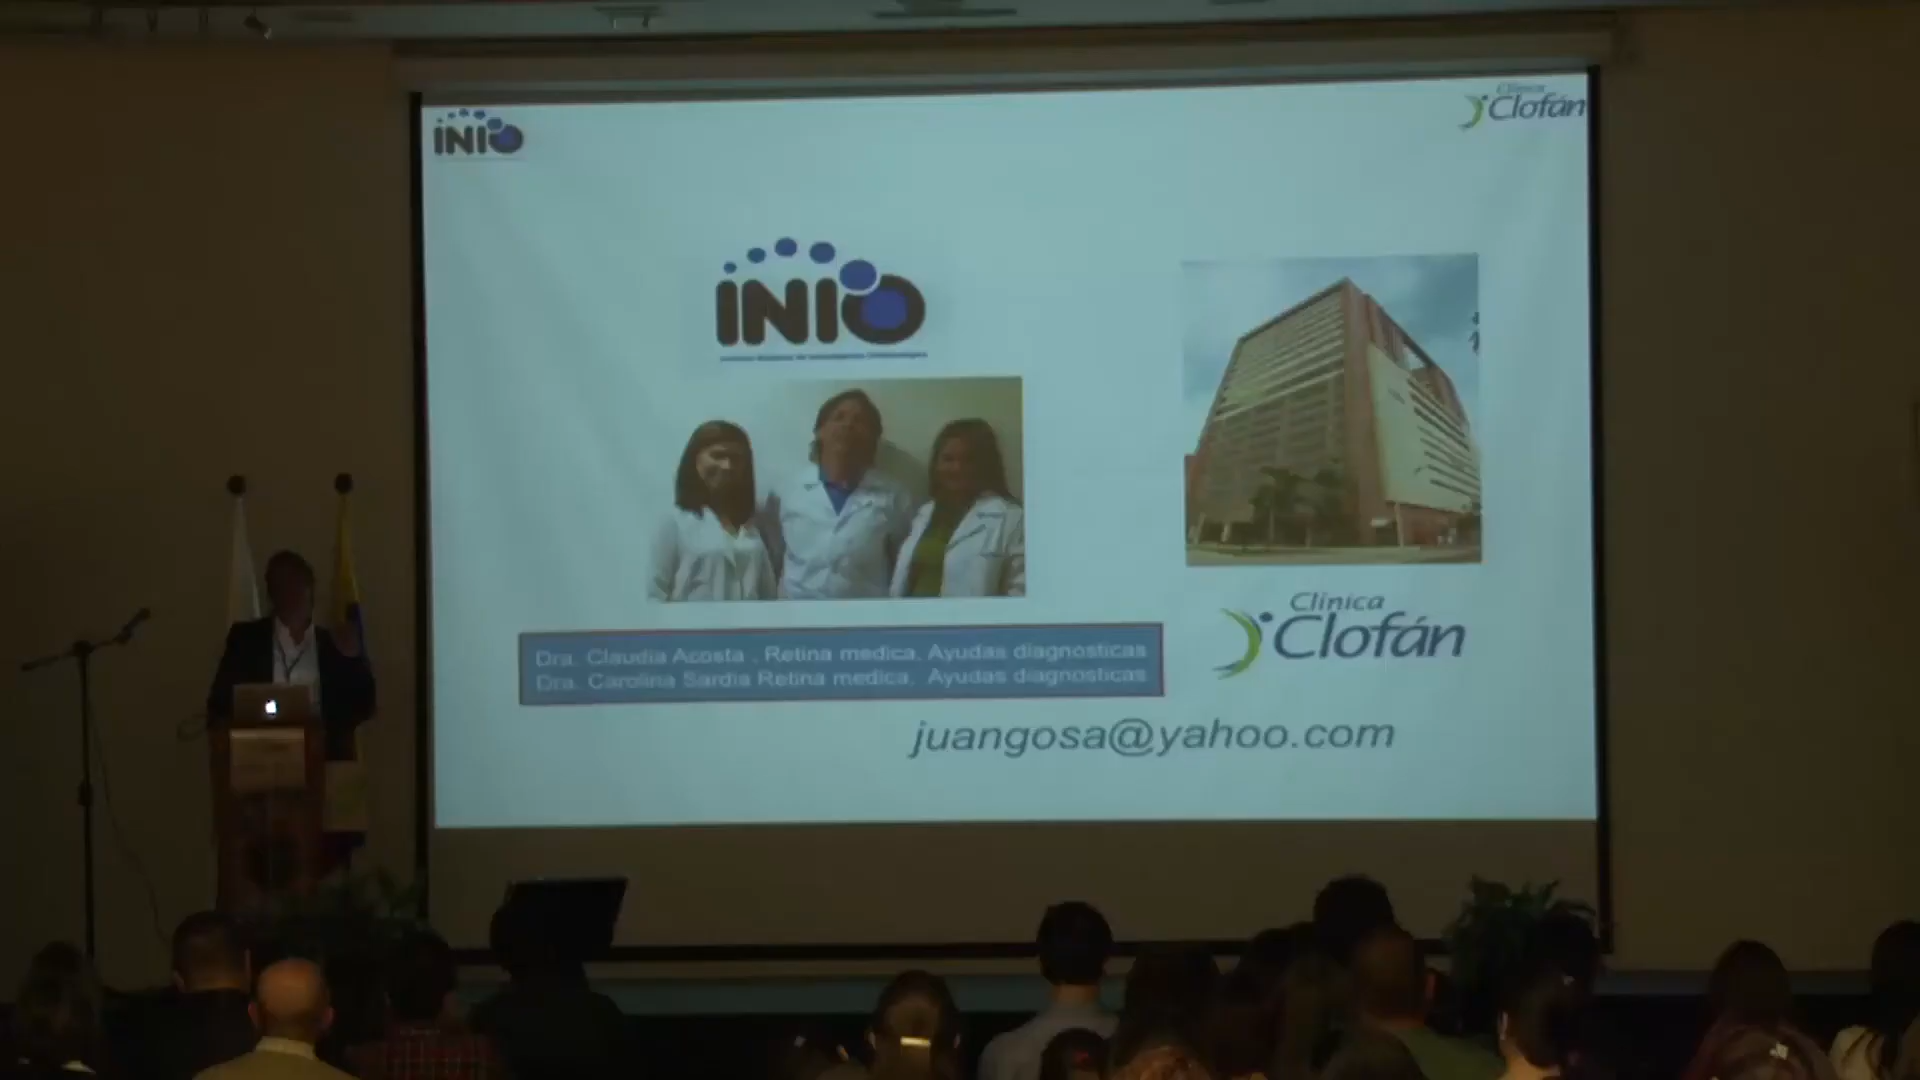 INIO
Clínica
Clofán
INIO
Clínica
Clofán
Dra. Claudia Acosta , Retina medica, Ayudas diagnosticas
Dra. Carolina Sardia Retina medica, Ayudas diagnosticas
juangosa@yahoo.com